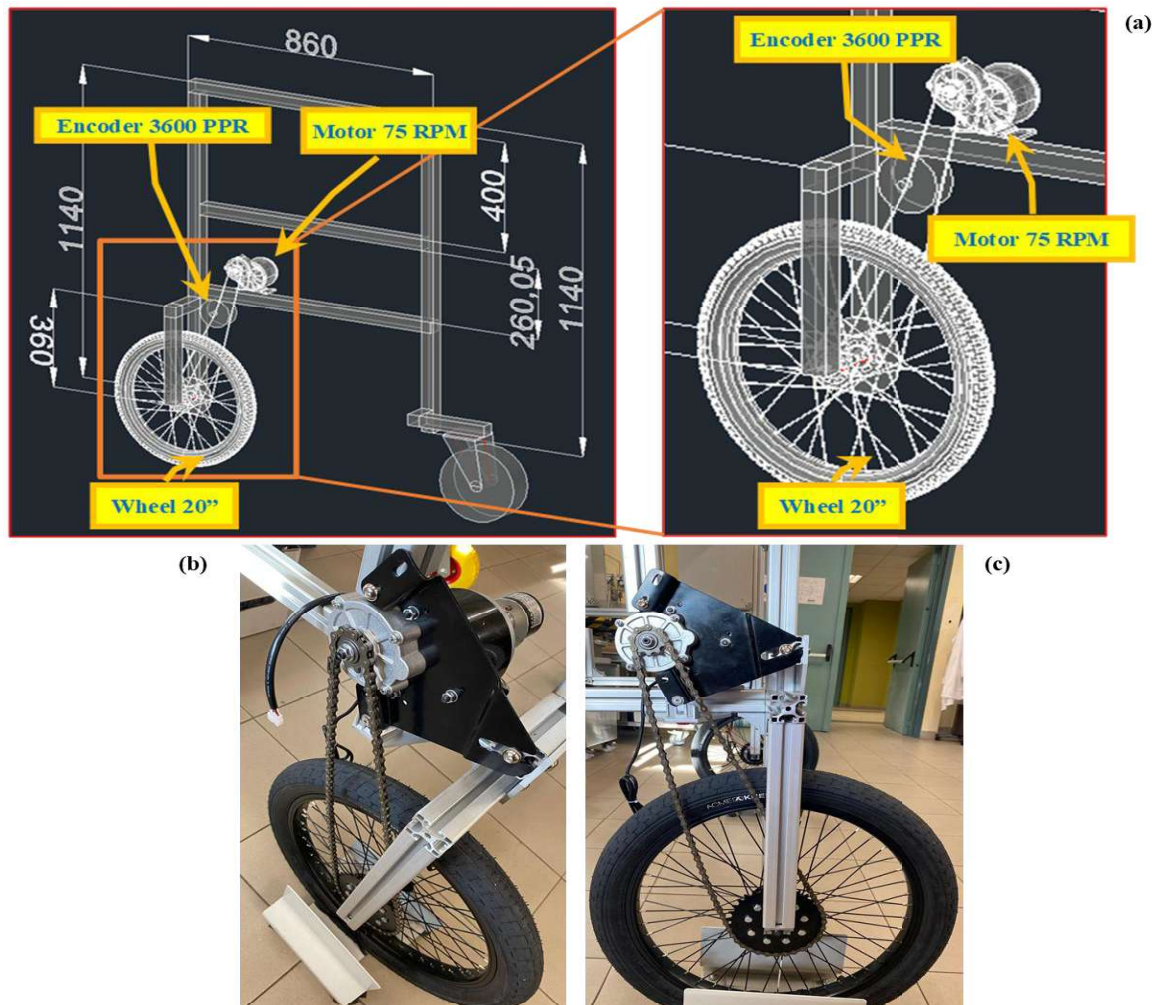 (a)
860
Encoder 3600 PPR
Motor 75 RPM
1140
400
260,05
1140
360
Wheel 20”
Encoder 3600 PPR
Motor 75 RPM
Wheel 20”
(b)
(c)